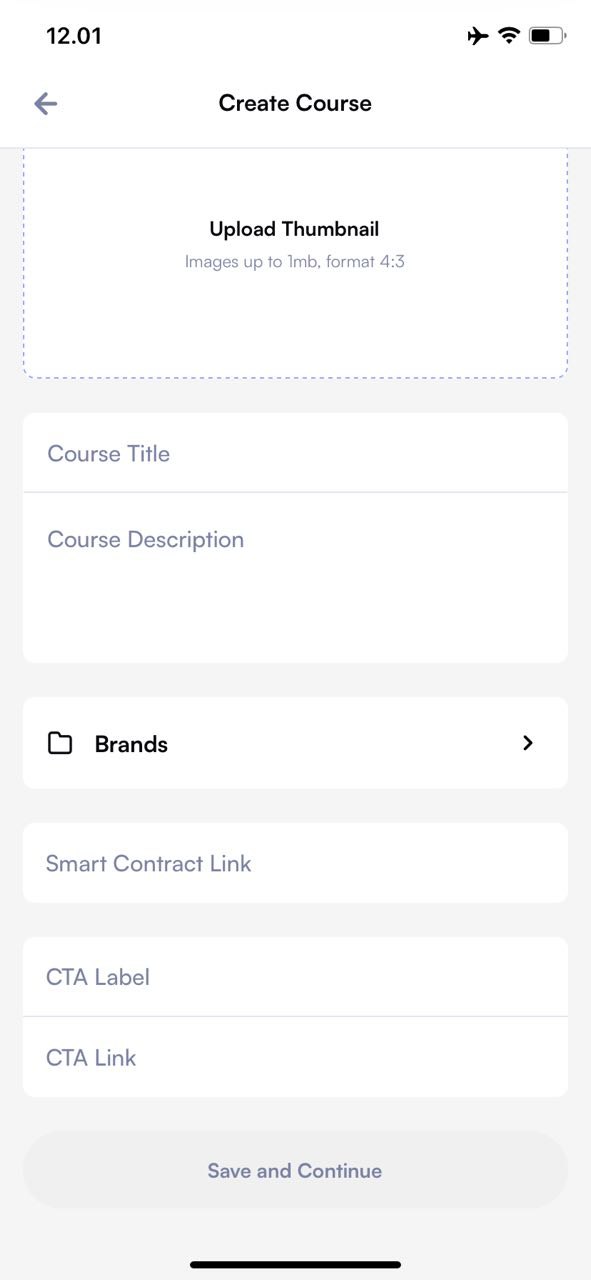 12.01
Create Course
Upload Thumbnail
Images up to 1mb, format 4:3
Course Title
Course Description
Brands
Smart Contract Link
CTA Label
CTA Link
Save and Continue